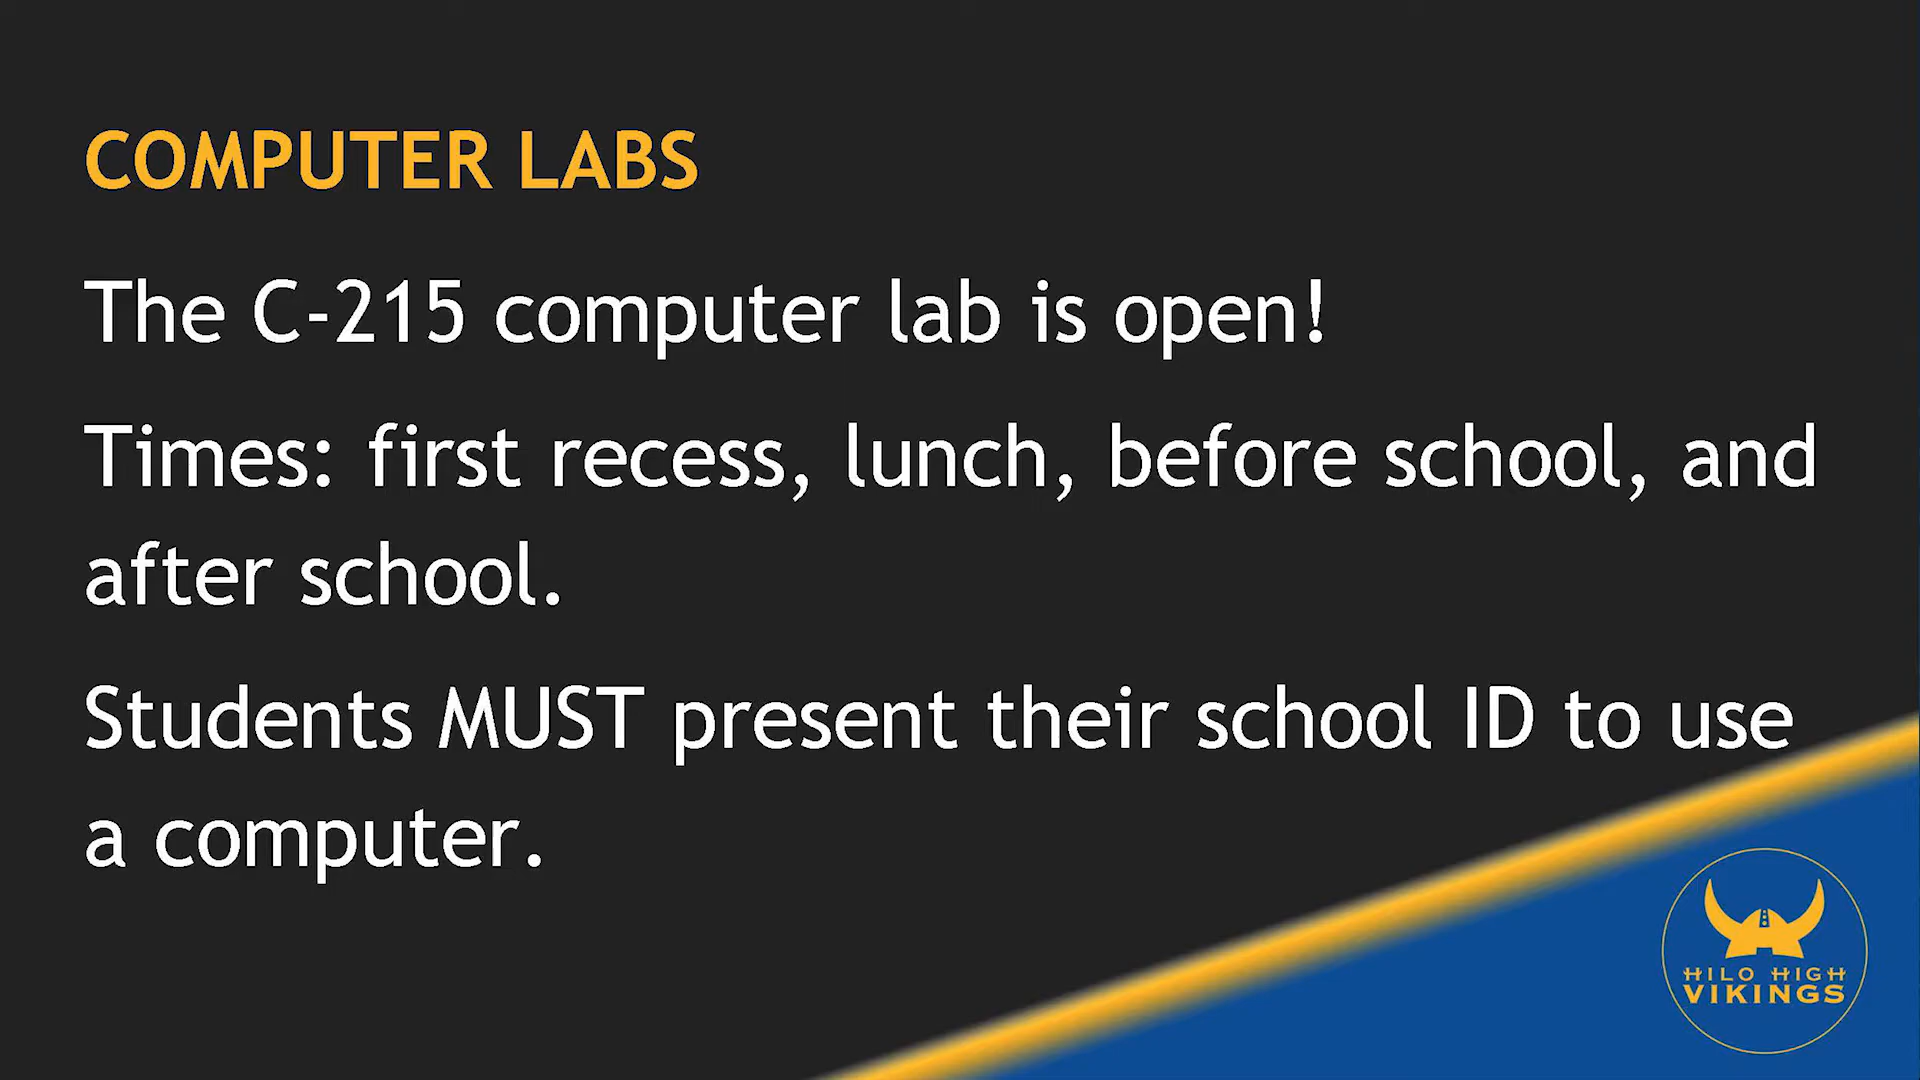 COMPUTER LABS
The C-215 computer lab is open!
Times: first recess, lunch, before school, and
after school.
Students MUST present their school ID to use
a computer.
HILO HIGH
VIKINGS